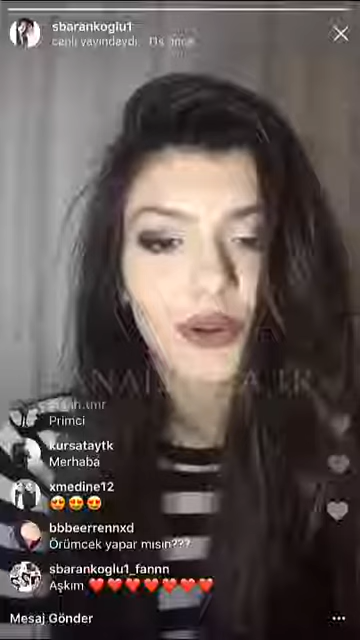 sbarankoglu1
canlı yayındaydı
kursataytk
Primci
Merhaba
xmedine12
😍😍😍
bbbeerrennxd
Örümcek yapar mısın???
sbarankoglu1_fannn
Aşkım ❤️❤️❤️❤️❤️❤️❤️
Mesaj Gönder